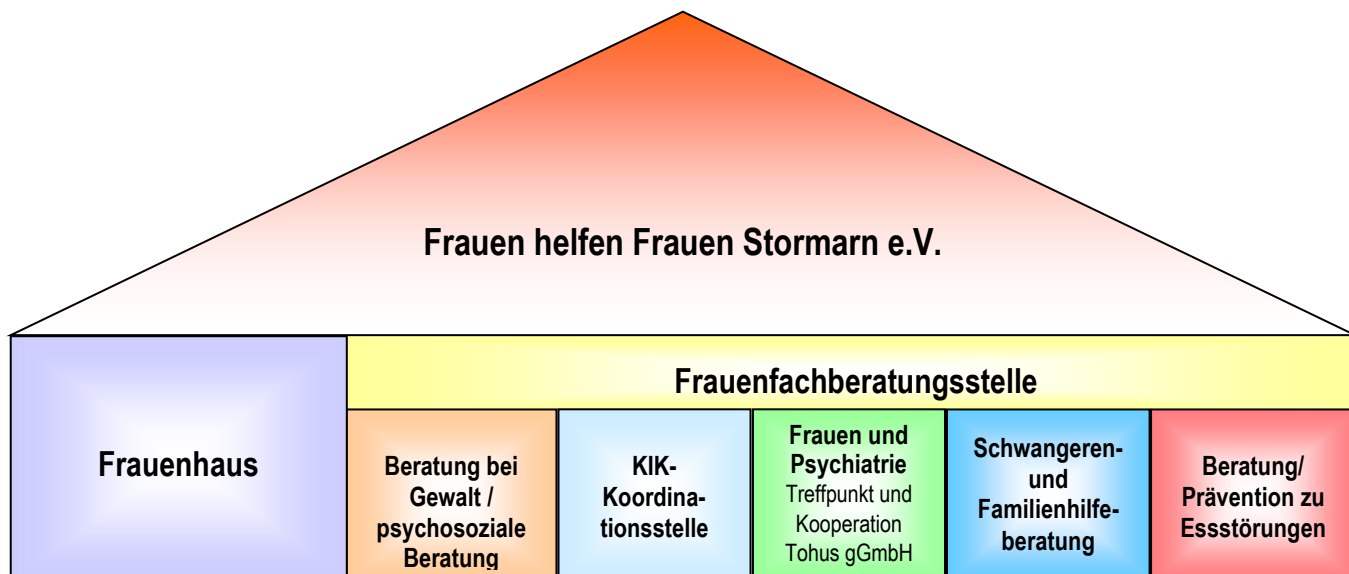 Frauen helfen Frauen Stormarn e.V.
Frauenfachberatungsstelle
Frauenhaus
Beratung bei
Gewalt /
psychosoziale
Beratung
KIK-
Koordina-
tionsstelle
Frauen und
Psychiatrie
Treffpunkt und
Kooperation
Tohus gGmbH
Schwangeren-
und
Familienhilfe-
beratung
Beratung/
Prävention zu
Essstörungen